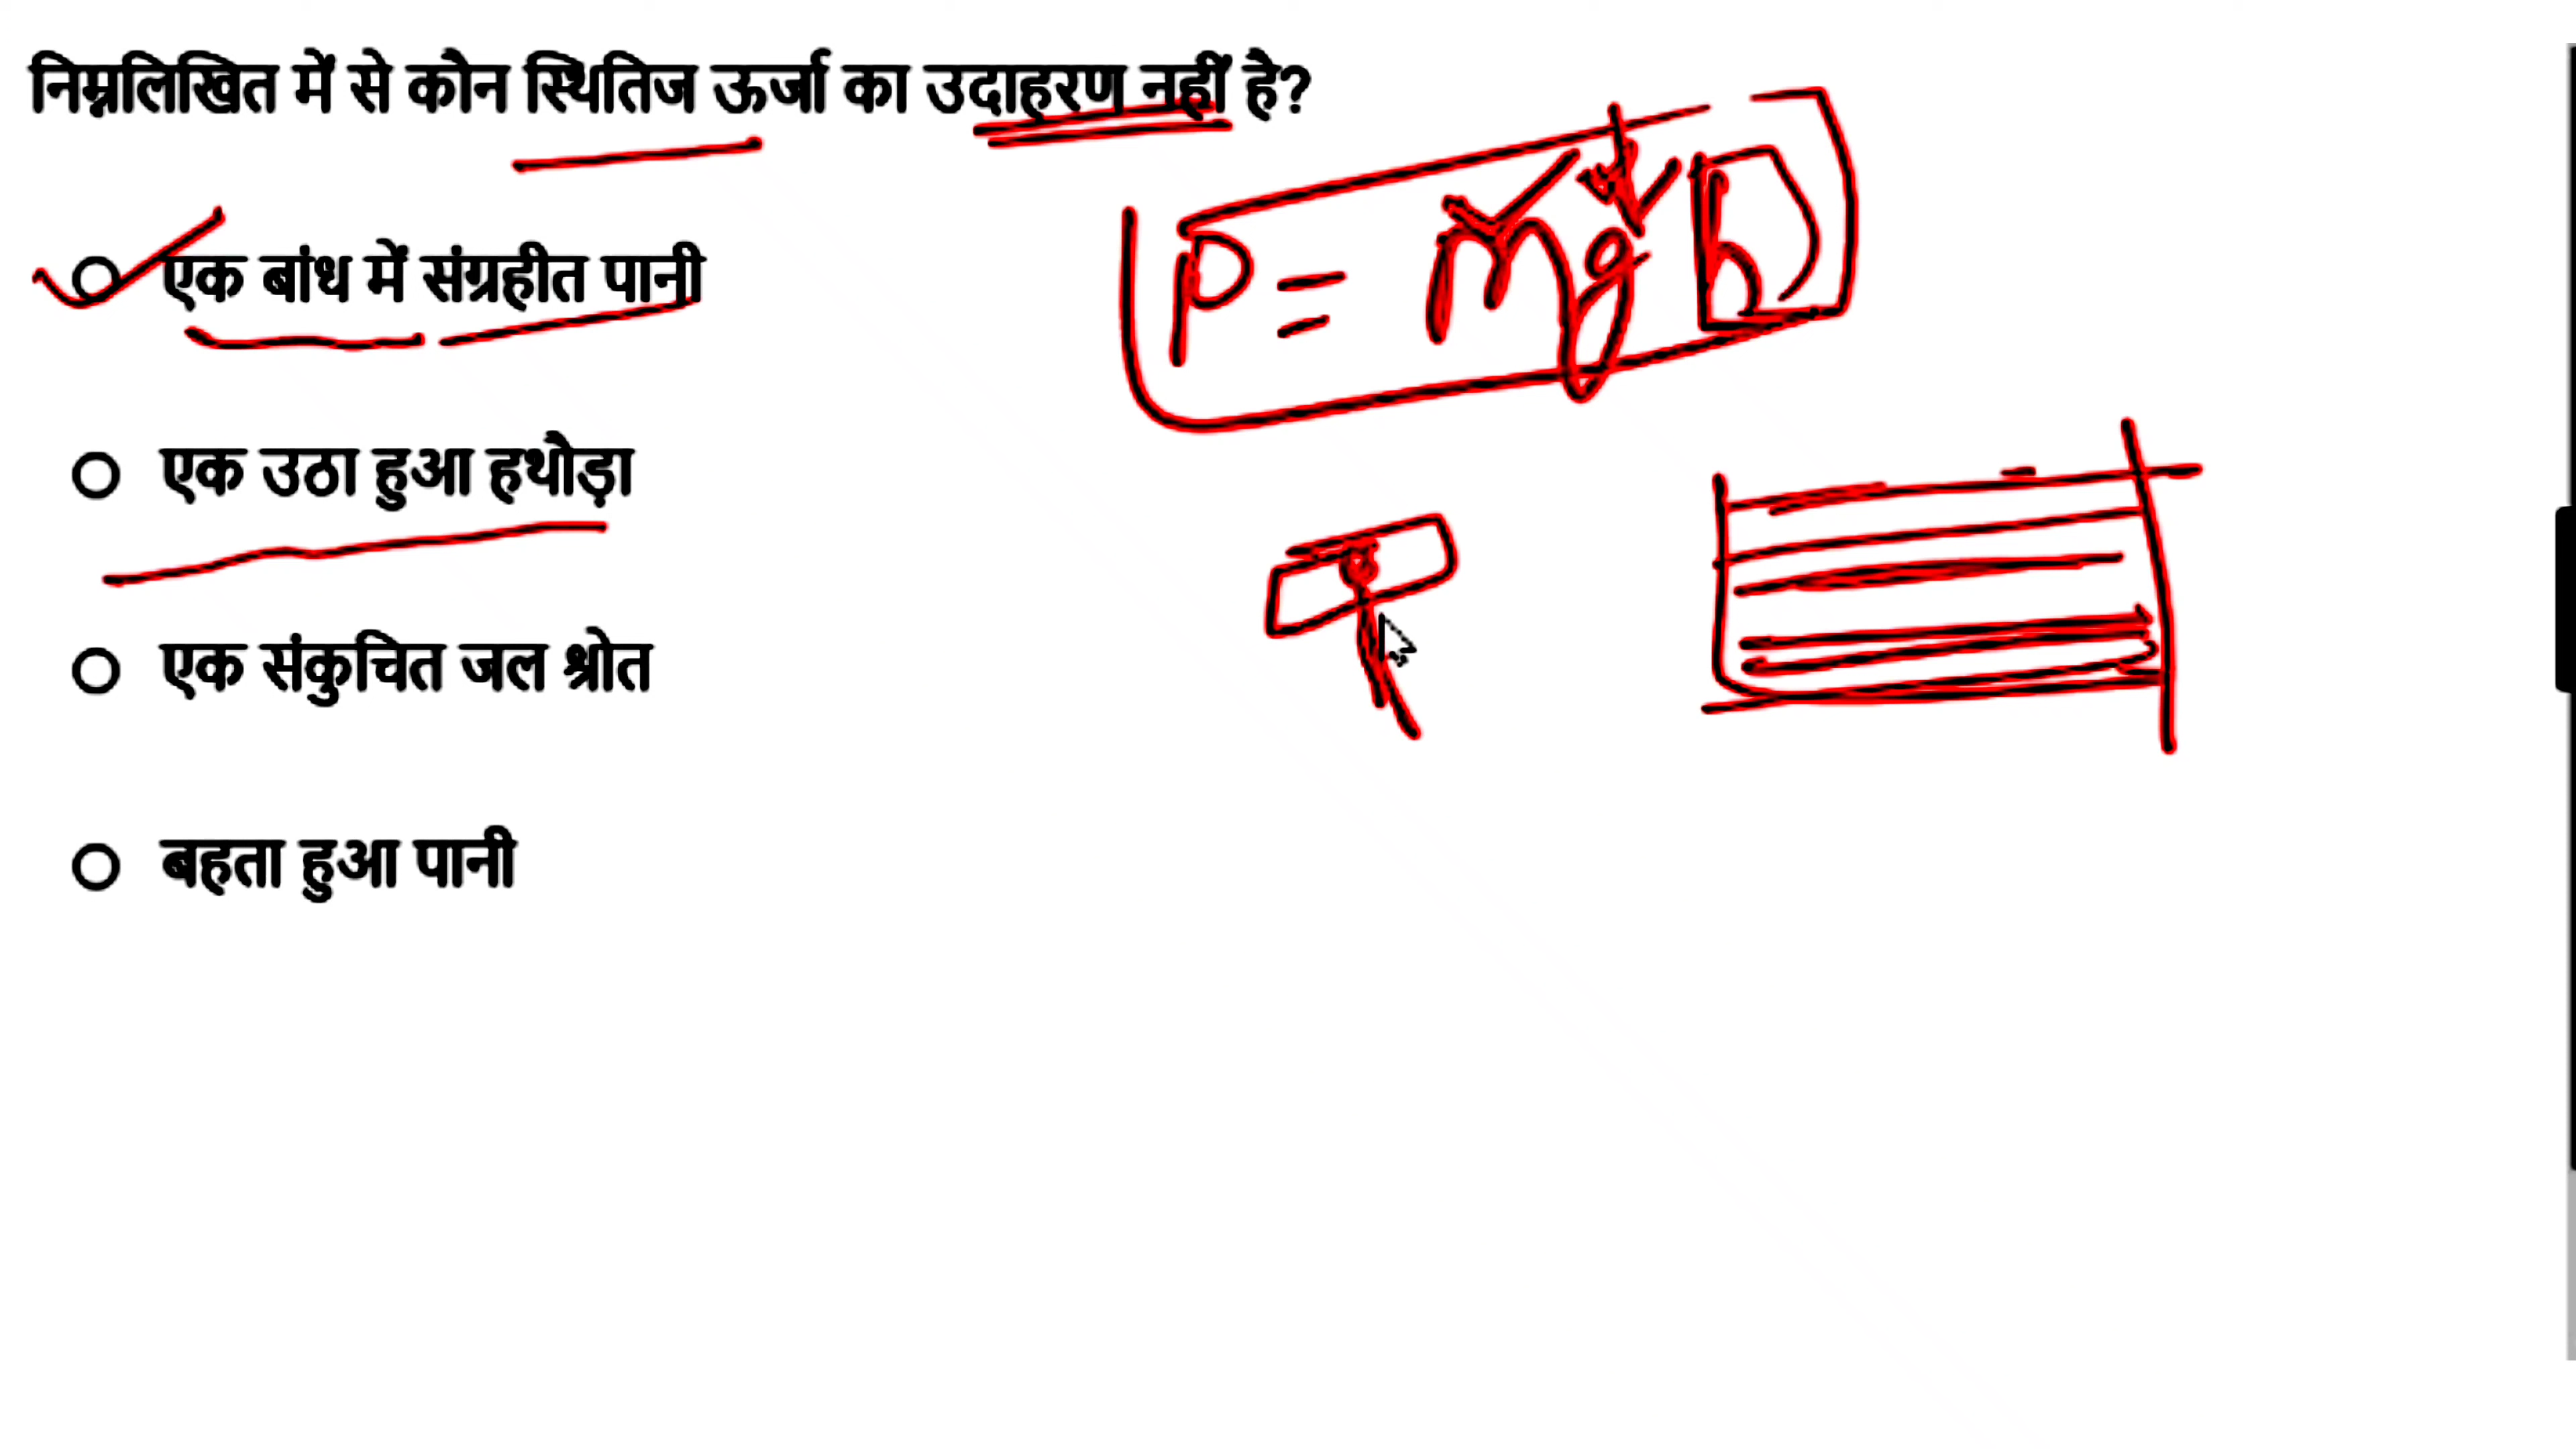 निम्नलिखित में से कौन स्थितिज ऊर्जा का उदाहरण नहीं है?
एक बांध में संग्रहीत पानी
P = mgh
एक उठा हुआ हथौड़ा
एक संकुचित जल श्रोत
बहता हुआ पानी